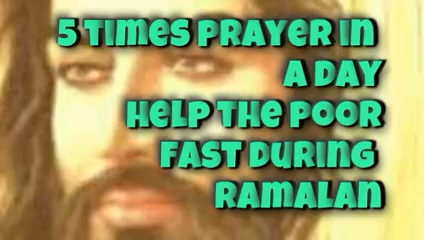 5 TIMES PRAYER IN
A DAY
HELP THE POOR
FAST DURING
RAMALAN